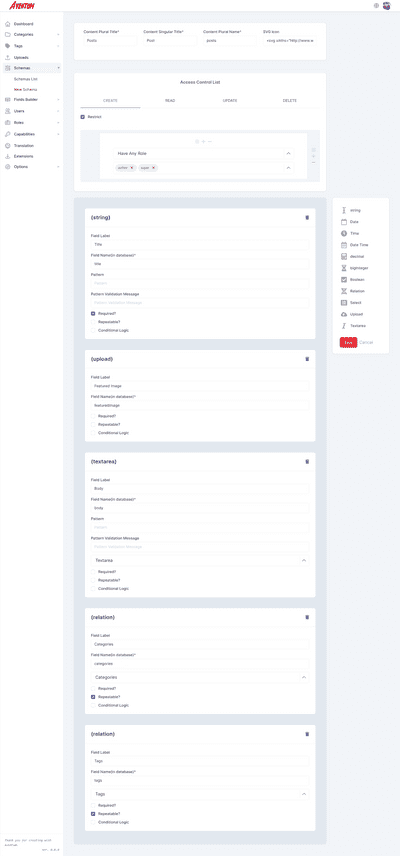 AVENTUM
Dashboard
Categories
Tags
Uploads
Schemas
Schemas List
New Schema
Fields Builder
Users
Roles
Capabilities
Translation
Extensions
Options
Thank you for creating with
aventum
Content Plural Title*
Posts
Content Singular Title*
Post
Content Plural Name*
posts
SVG Icon
<svg xmlns="http://www.w
Access Control List
CREATE
READ
UPDATE
DELETE
Restrict
Have Any Role
author ×
super ×
(string)
Field Label
Title
Field Name(in database)*
title
Pattern
Pattern
Pattern Validation Message
Pattern Validation Message
Required?
Repeatable?
Conditional Logic
(upload)
Field Label
Featured Image
Field Name(in database)*
featuredImage
Required?
Repeatable?
Conditional Logic
(textarea)
Field Label
Body
Field Name(in database)*
body
Pattern
Pattern
Pattern Validation Message
Pattern Validation Message
Textarea
Required?
Repeatable?
Conditional Logic
(relation)
Field Label
Categories
Field Name(in database)*
categories
Categories
Required?
Repeatable?
Conditional Logic
(relation)
Field Label
Tags
Field Name(in database)*
tags
Tags
Required?
Repeatable?
Conditional Logic
string
Date
Time
Date Time
decimal
bigInteger
Boolean
Relation
Select
Upload
Textarea
Cancel